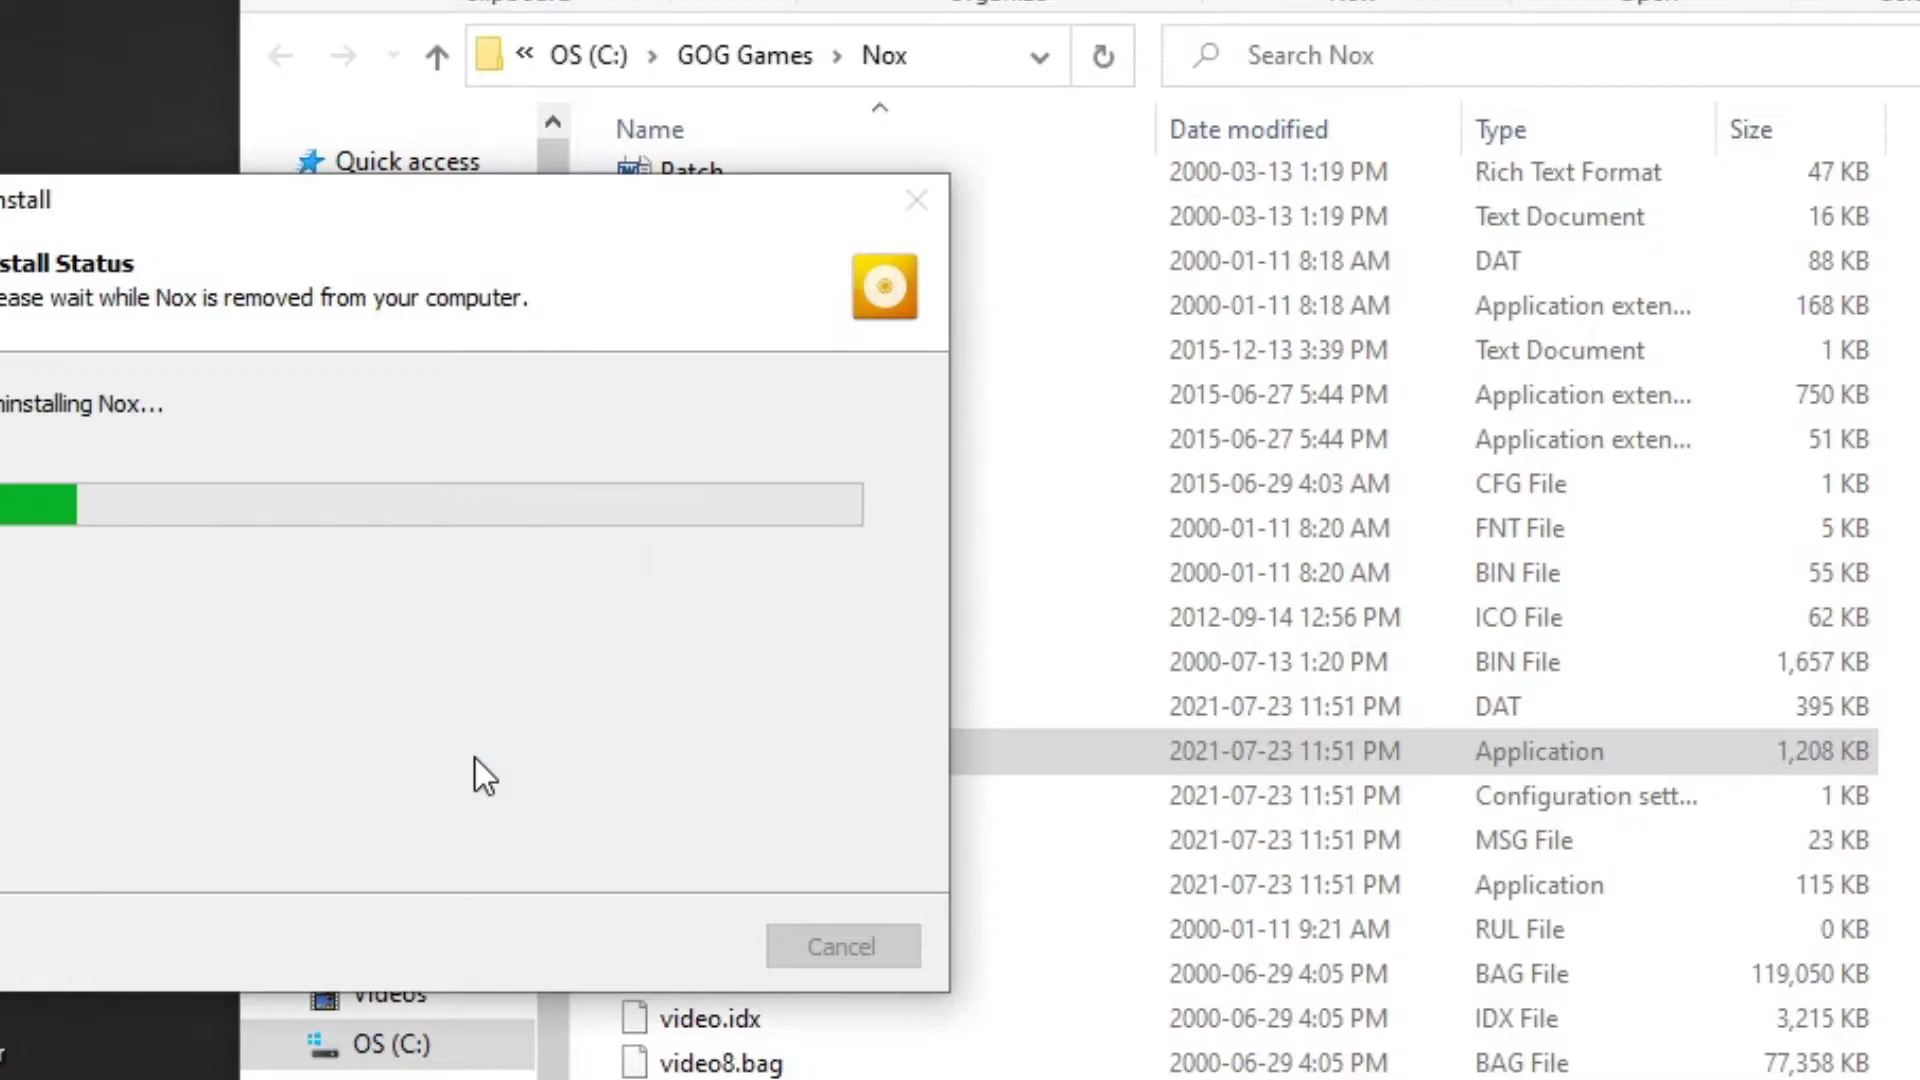 « OS (C:) > GOG Games > Nox
Search Nox
Name
Date modified
Type
Size
Quick access
Patch
2000-03-13 1:19 PM Rich Text Format 47 KB
nstall
2000-03-13 1:19 PM Text Document 16 KB
stall Status
2000-01-11 8:18 AM DAT 88 KB
ease wait while Nox is removed from your computer.
2000-01-11 8:18 AM Application exten... 168 KB
2015-12-13 3:39 PM Text Document 1 KB
ninstalling Nox...
2015-06-27 5:44 PM Application exten... 750 KB
2015-06-27 5:44 PM Application exten... 51 KB
2015-06-29 4:03 AM CFG File 1 KB
2000-01-11 8:20 AM FNT File 5 KB
2000-01-11 8:20 AM BIN File 55 KB
2012-09-14 12:56 PM ICO File 62 KB
2000-07-13 1:20 PM BIN File 1,657 KB
2021-07-23 11:51 PM DAT 395 KB
2021-07-23 11:51 PM Application 1,208 KB
2021-07-23 11:51 PM Configuration sett... 1 KB
2021-07-23 11:51 PM MSG File 23 KB
2021-07-23 11:51 PM Application 115 KB
2000-01-11 9:21 AM RUL File 0 KB
Cancel
2000-06-29 4:05 PM BAG File 119,050 KB
Videos
video.idx 2000-06-29 4:05 PM IDX File 3,215 KB
OS (C:)
video8.bag 2000-06-29 4:05 PM BAG File 77,358 KB